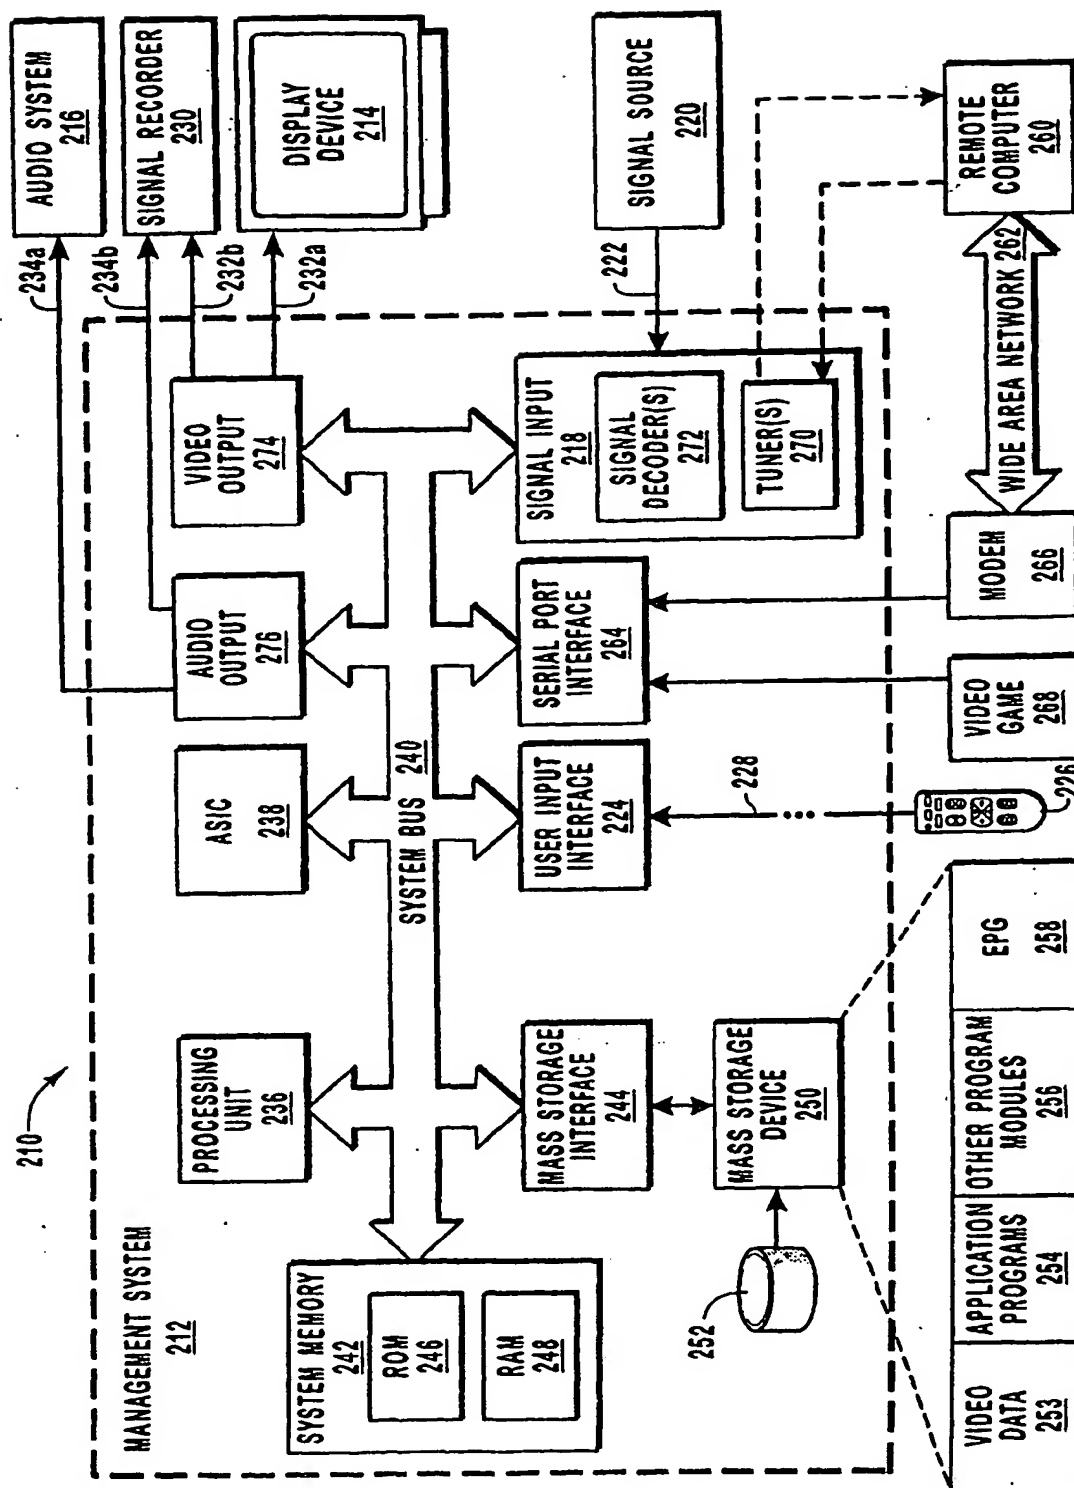 210
MANAGEMENT SYSTEM
212
SYSTEM MEMORY
242
ROM
246
RAM
248
PROCESSING
UNIT
236
ASIC
238
AUDIO
OUTPUT
276
VIDEO
OUTPUT
274
234a
234b
232b
232a
AUDIO SYSTEM
216
SIGNAL RECORDER
230
DISPLAY
DEVICE
214
SYSTEM BUS 240
MASS STORAGE
INTERFACE
244
USER INPUT
INTERFACE
224
SERIAL PORT
INTERFACE
264
SIGNAL INPUT
218
SIGNAL
DECODER(S)
272
TUNER(S)
270
222
SIGNAL SOURCE
220
252
MASS STORAGE
DEVICE
250
228
226
VIDEO
GAME
268
MODEM
266
WIDE AREA NETWORK 262
REMOTE
COMPUTER
260
VIDEO
DATA
253
APPLICATION
PROGRAMS
254
OTHER PROGRAM
MODULES
256
EPG
258